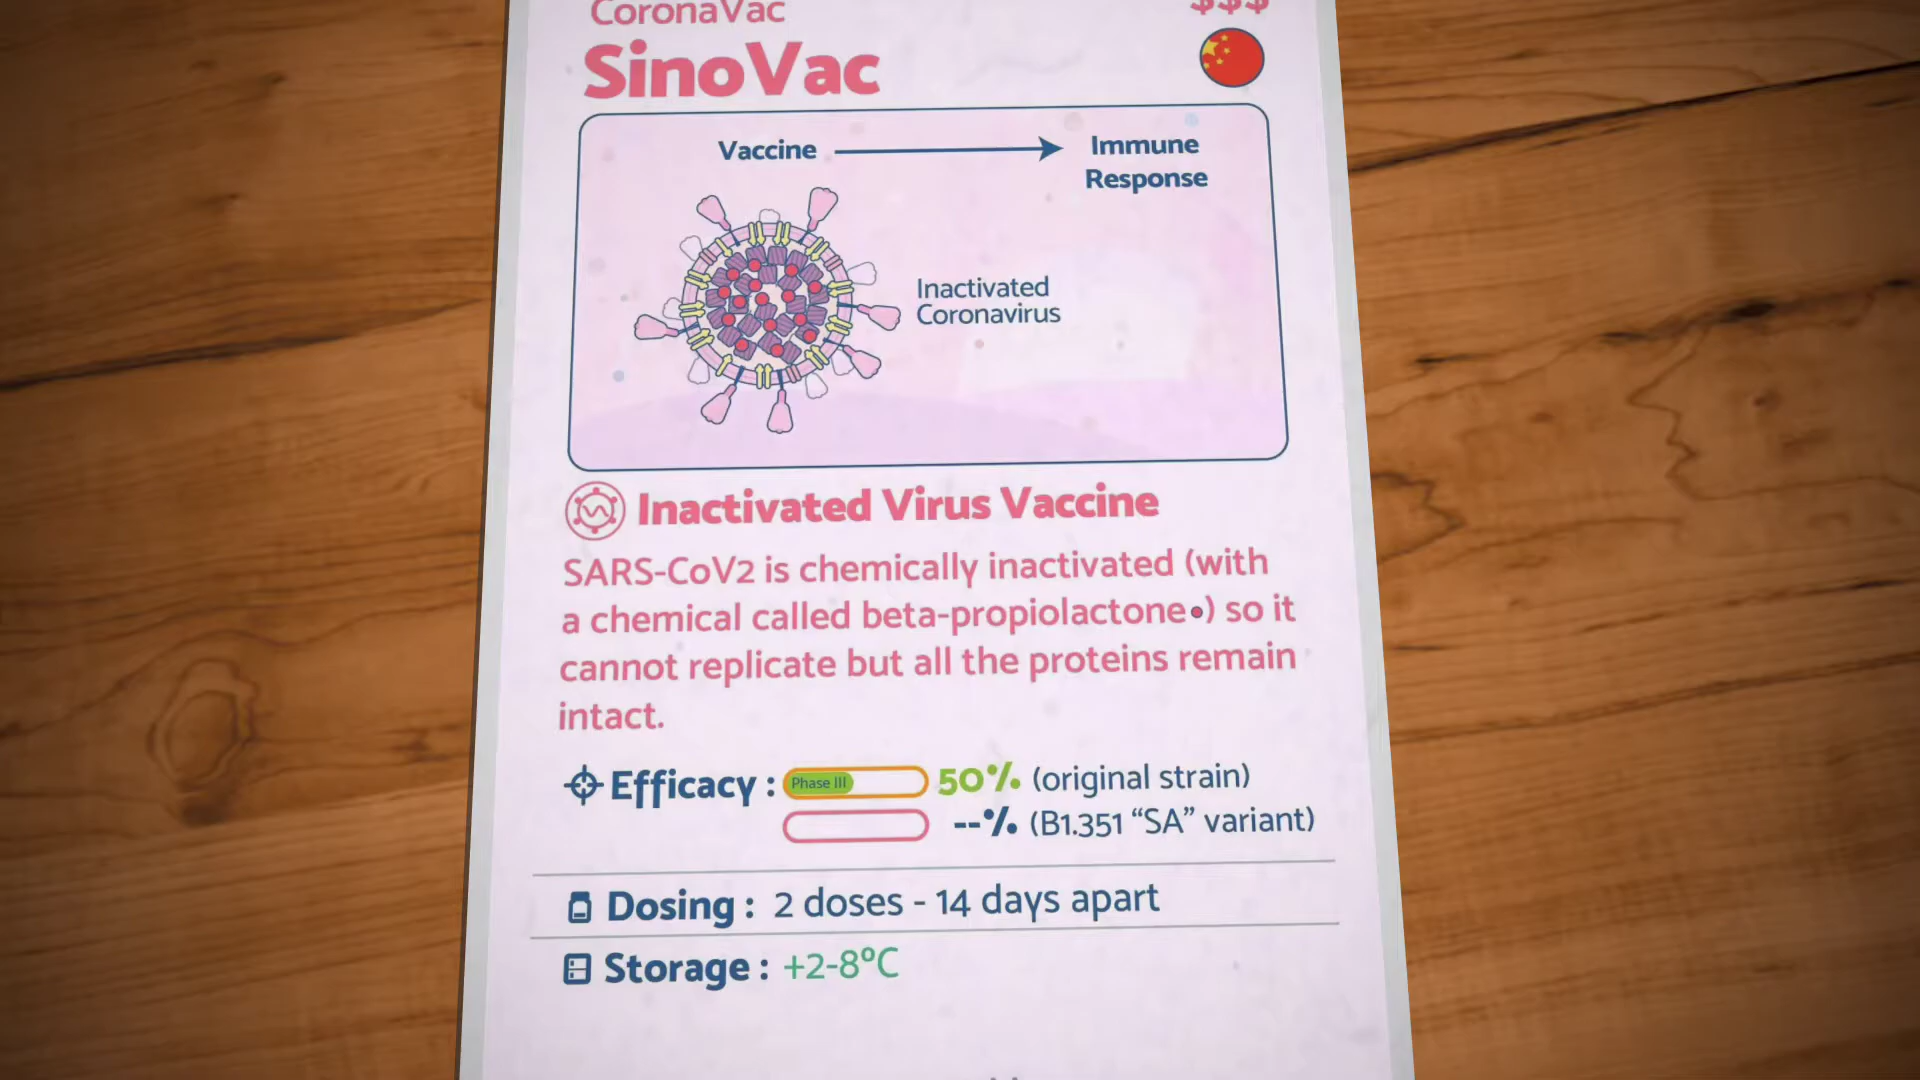 CoronaVac
$$$
SinoVac
Vaccine
Immune
Response
Inactivated
Coronavirus
Inactivated Virus Vaccine
SARS-CoV2 is chemically inactivated (with
a chemical called beta-propiolactone•) so it
cannot replicate but all the proteins remain
intact.
Efficacy : Phase III 50% (original strain)
--% (B1.351 “SA” variant)
Dosing : 2 doses - 14 days apart
Storage : +2-8ºC